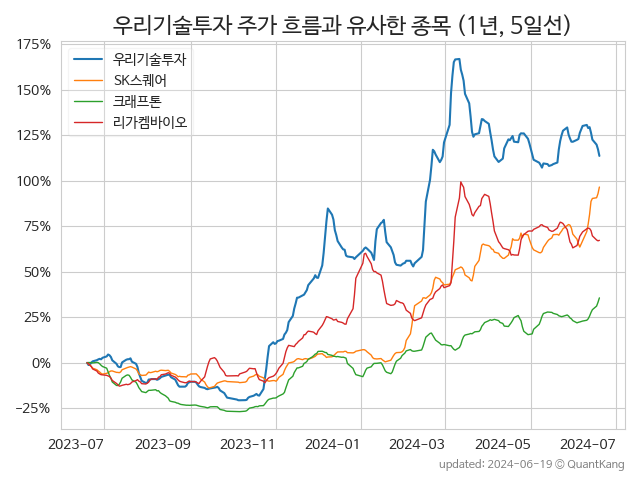 우리기술투자 주가 흐름과 유사한 종목 (1년, 5일선)
175%
150%
125%
100%
75%
50%
25%
0%
−25%
우리기술투자
SK스퀘어
크래프톤
리가켐바이오
2023-07 2023-09 2023-11 2024-01 2024-03 2024-05 2024-07
updated: 2024-06-19 © QuantKang